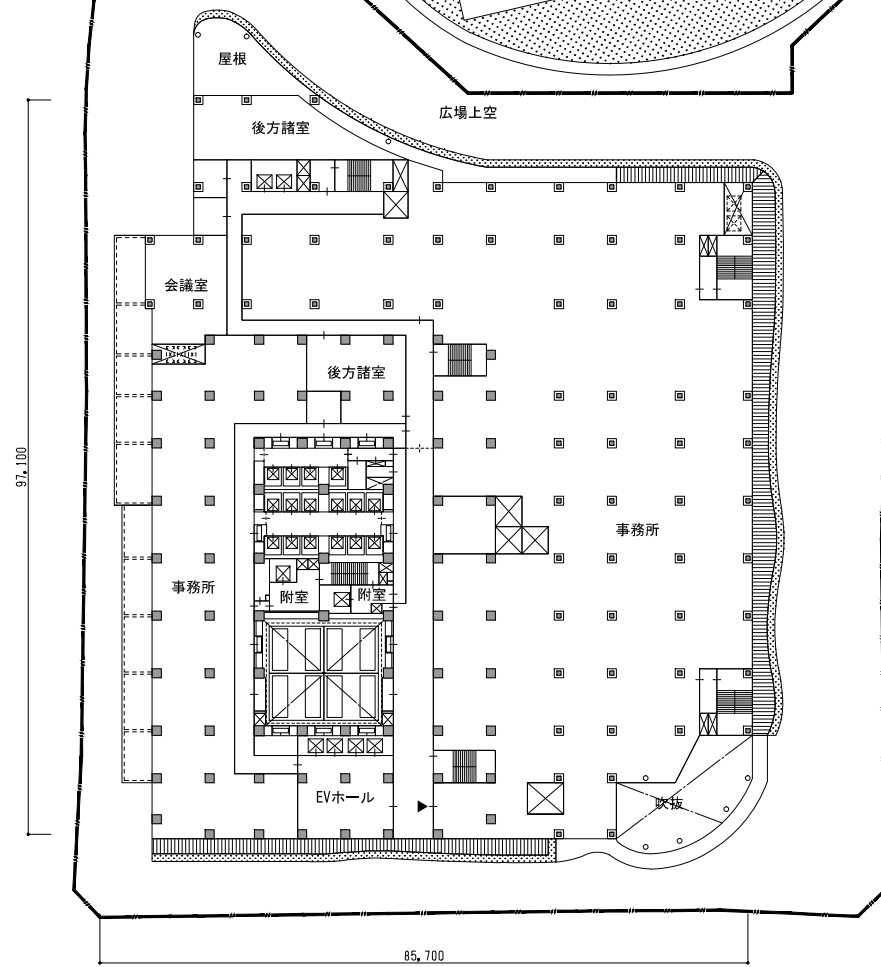 屋根
広場上空
後方諸室
会議室
後方諸室
97,100
事務所
事務所
附室
附室
EVホール
吹抜
85,700